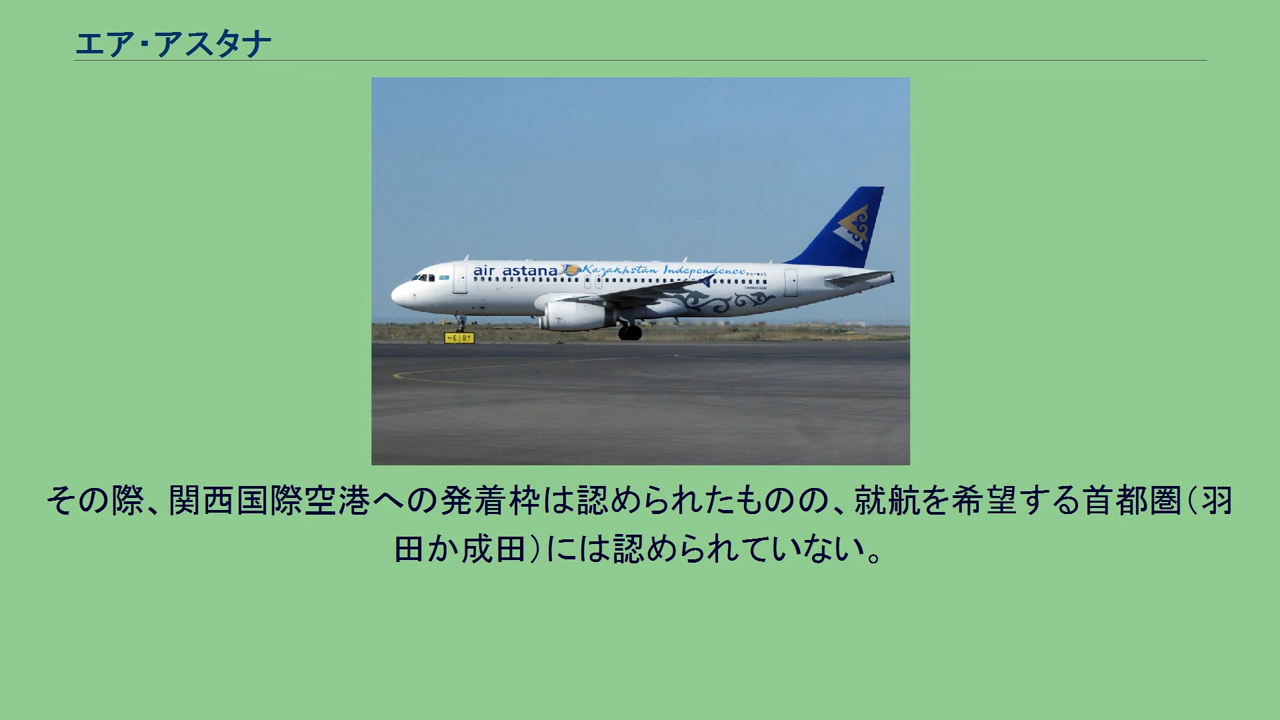 エア・アスタナ
air astana Kazakhstan Independence
その際、関西国際空港への発着枠は認められたものの、就航を希望する首都圏（羽
田か成田）には認められていない。